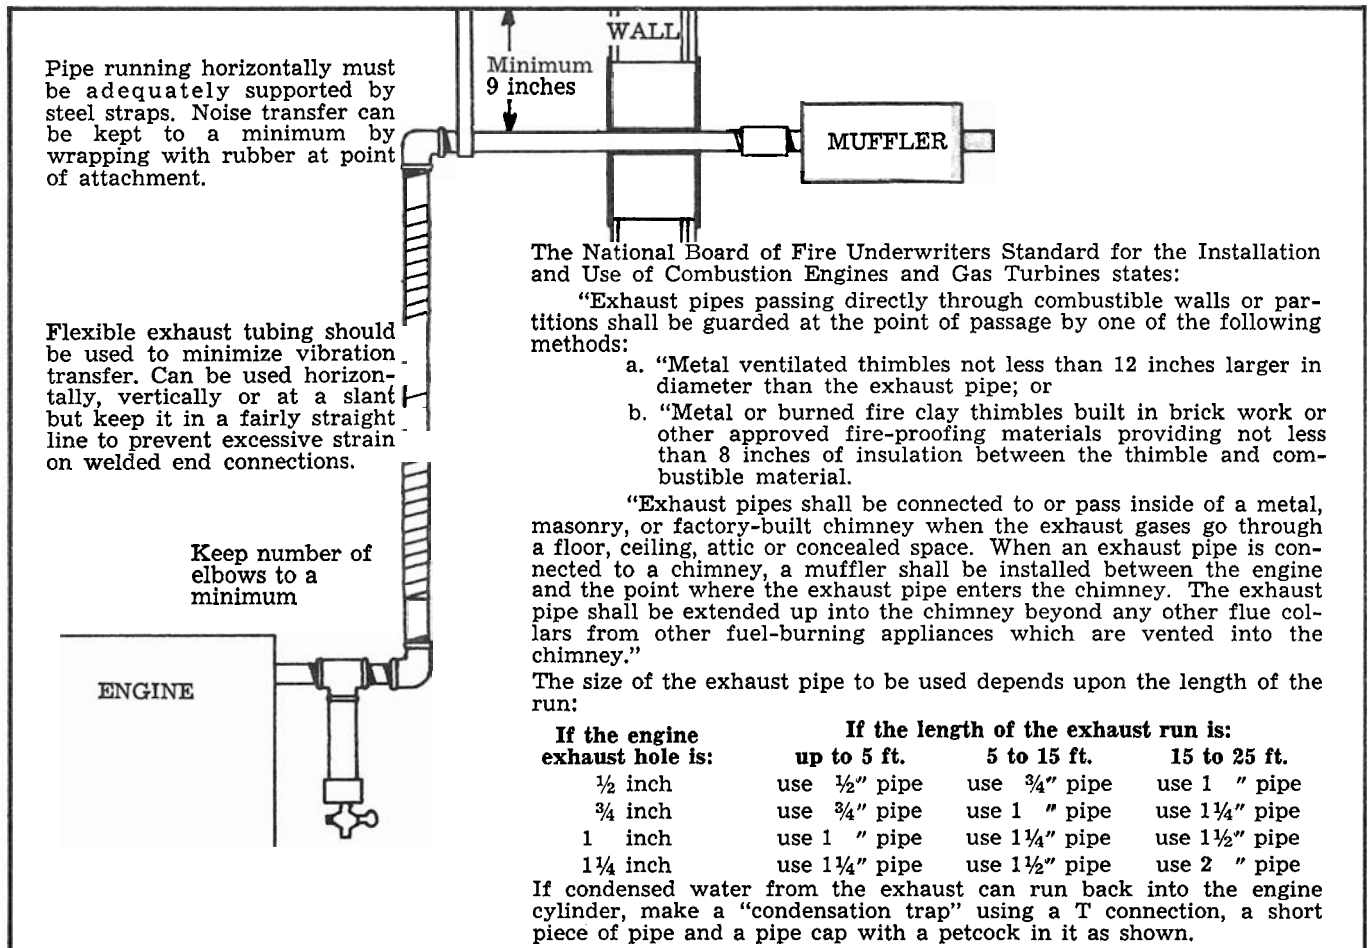 WALL
Minimum
9 inches
MUFFLER
Pipe running horizontally must
be adequately supported by
steel straps. Noise transfer can
be kept to a minimum by
wrapping with rubber at point
of attachment.
Flexible exhaust tubing should
be used to minimize vibration
transfer. Can be used horizon-
tally, vertically or at a slant
but keep it in a fairly straight
line to prevent excessive strain
on welded end connections.
Keep number of
elbows to a
minimum
ENGINE
The National Board of Fire Underwriters Standard for the Installation
and Use of Combustion Engines and Gas Turbines states:
“Exhaust pipes passing directly through combustible walls or par-
titions shall be guarded at the point of passage by one of the following
methods:
a. “Metal ventilated thimbles not less than 12 inches larger in
diameter than the exhaust pipe; or
b. “Metal or burned fire clay thimbles built in brick work or
other approved fire-proofing materials providing not less
than 8 inches of insulation between the thimble and com-
bustible material.
“Exhaust pipes shall be connected to or pass inside of a metal,
masonry, or factory-built chimney when the exhaust gases go through
a floor, ceiling, attic or concealed space. When an exhaust pipe is con-
nected to a chimney, a muffler shall be installed between the engine
and the point where the exhaust pipe enters the chimney. The exhaust
pipe shall be extended up into the chimney beyond any other flue col-
lars from other fuel-burning appliances which are vented into the
chimney.”
The size of the exhaust pipe to be used depends upon the length of the
run:
If the engine If the length of the exhaust run is:
exhaust hole is: up to 5 ft. 5 to 15 ft. 15 to 25 ft.
½ inch use ½″ pipe use ¾″ pipe use 1 ″ pipe
¾ inch use ¾″ pipe use 1 ″ pipe use 1¼″ pipe
1 inch use 1 ″ pipe use 1¼″ pipe use 1½″ pipe
1¼ inch use 1¼″ pipe use 1½″ pipe use 2 ″ pipe
If condensed water from the exhaust can run back into the engine
cylinder, make a “condensation trap” using a T connection, a short
piece of pipe and a pipe cap with a petcock in it as shown.